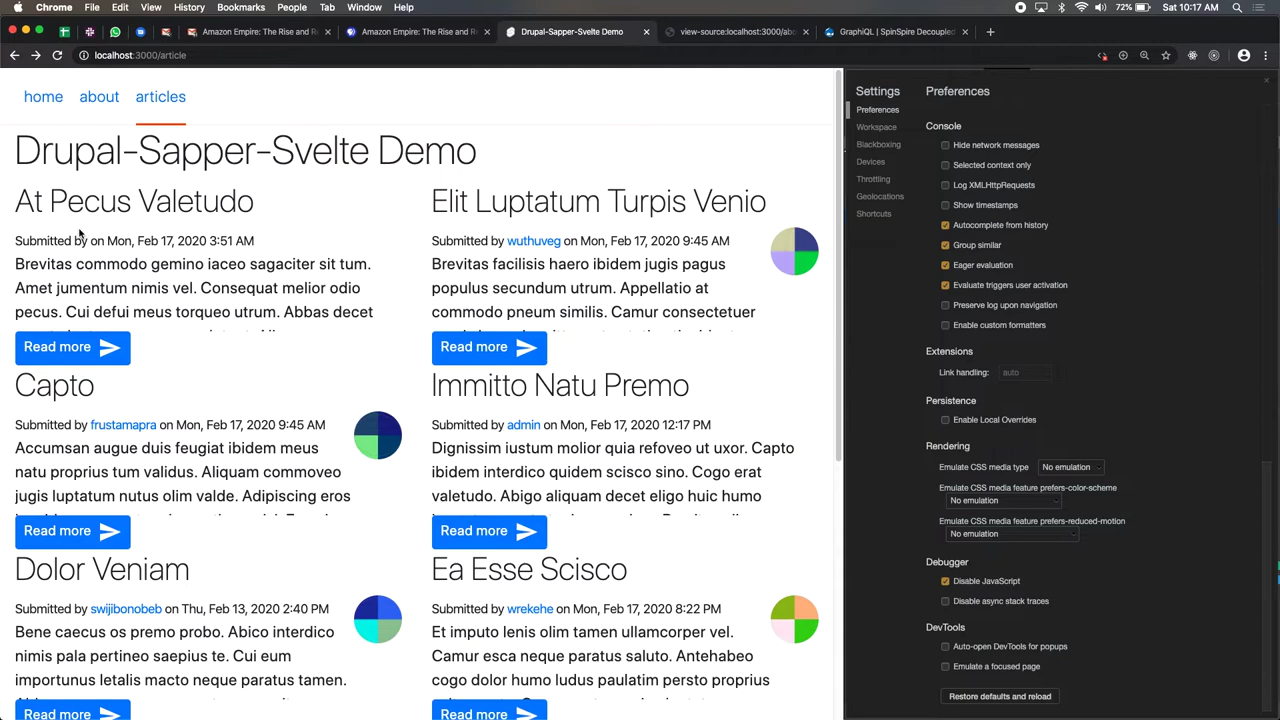 Chrome File Edit View History Bookmarks People Tab Window Help 72% Sat 10:17 AM
Amazon Empire: The Rise and R Amazon Empire: The Rise and R Drupal-Sapper-Svelte Demo view-source:localhost:3000/abo GraphiQL | SpinSpire Decouple
localhost:3000/article
home about articles
Drupal-Sapper-Svelte Demo
At Pecus Valetudo
Submitted by on Mon, Feb 17, 2020 3:51 AM
Brevitas commodo gemino iaceo sagaciter sit tum.
Amet jumentum nimis vel. Consequat melior odio
pecus. Cui defui meus torqueo utrum. Abbas decet
Read more
Elit Luptatum Turpis Venio
Submitted by wuthuveg on Mon, Feb 17, 2020 9:45 AM
Brevitas facilisis haero ibidem jugis pagus
populus secundum utrum. Appellatio at
commodo pneum similis. Camur consectetuer
Read more
Capto
Submitted by frustamapra on Mon, Feb 17, 2020 9:45 AM
Accumsan augue duis feugiat ibidem meus
natu proprius tum validus. Aliquam commoveo
jugis luptatum nutus olim valde. Adipiscing eros
Read more
Immitto Natu Premo
Submitted by admin on Mon, Feb 17, 2020 12:17 PM
Dignissim iustum molior quia refoveo ut uxor. Capto
ibidem interdico quidem scisco sino. Cogo erat
valetudo. Abigo aliquam decet eligo huic humo
Read more
Dolor Veniam
Submitted by swijibonobeb on Thu, Feb 13, 2020 2:40 PM
Bene caecus os premo probo. Abico interdico
nimis pala pertineo saepius te. Cui eum
importunus letalis macto neque paratus tamen.
Read more
Ea Esse Scisco
Submitted by wrekehe on Mon, Feb 17, 2020 8:22 PM
Et imputo lenis olim tamen ullamcorper vel.
Camur esca neque paratus saluto. Antehabeo
cogo dolor humo ludus paulatim persto proprius
Read more
Settings
Preferences
Workspace
Blackboxing
Devices
Throttling
Geolocations
Shortcuts
Preferences
Console
Hide network messages
Selected context only
Log XMLHttpRequests
Show timestamps
Autocomplete from history
Group similar
Eager evaluation
Evaluate triggers user activation
Preserve log upon navigation
Enable custom formatters
Extensions
Link handling: auto
Persistence
Enable Local Overrides
Rendering
Emulate CSS media type No emulation
Emulate CSS media feature prefers-color-scheme
No emulation
Emulate CSS media feature prefers-reduced-motion
No emulation
Debugger
Disable JavaScript
Disable async stack traces
DevTools
Auto-open DevTools for popups
Emulate a focused page
Restore defaults and reload